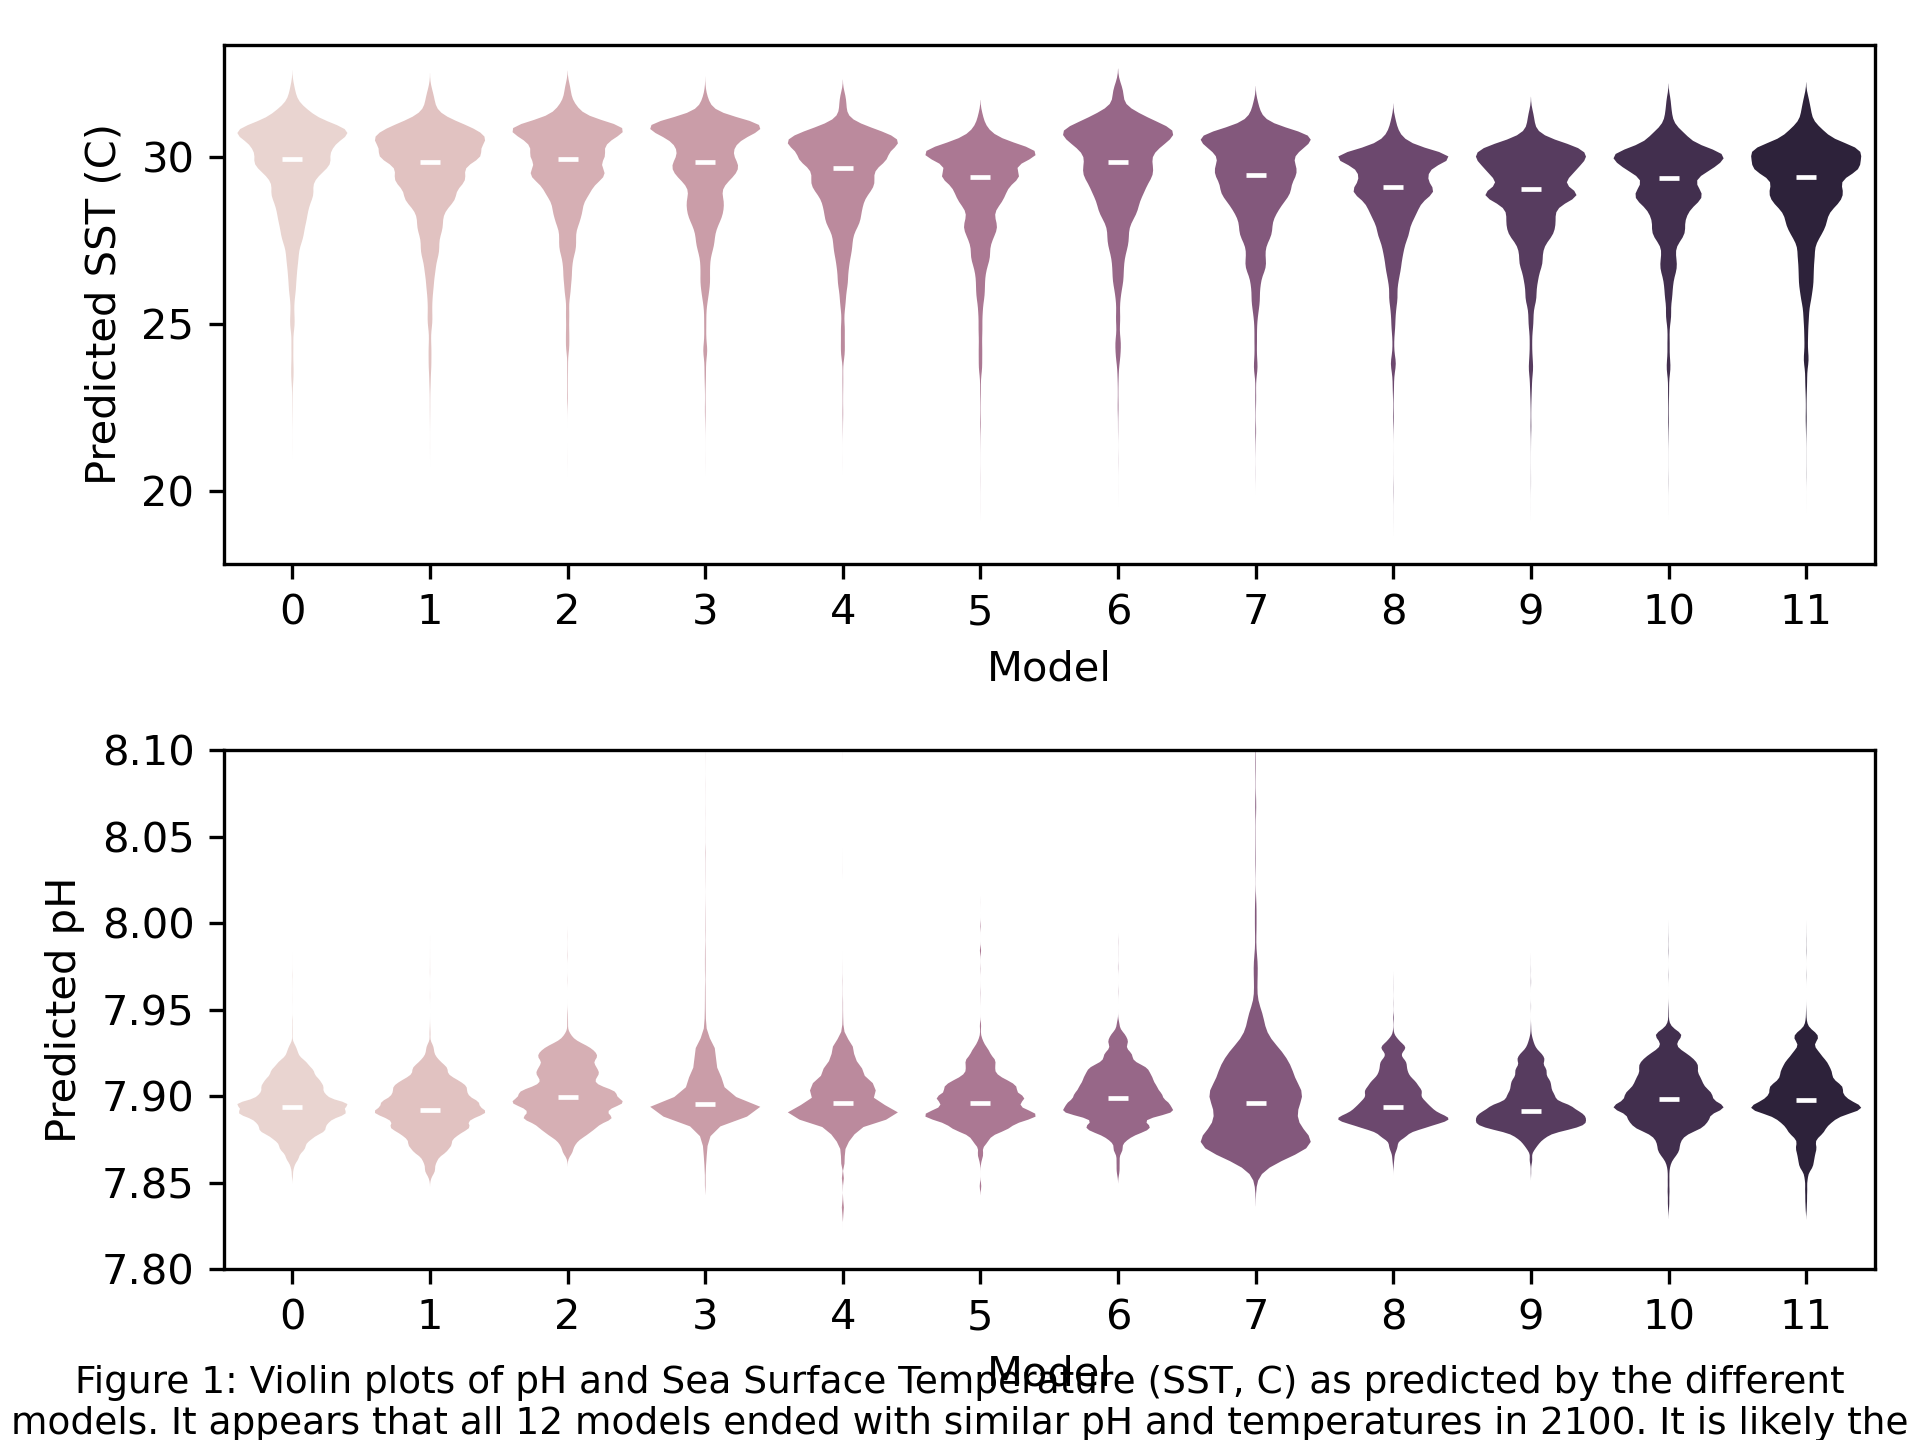 Predicted SST (C)
30
25
20
0 1 2 3 4 5 6 7 8 9 10 11
Model
Predicted pH
8.10
8.05
8.00
7.95
7.90
7.85
7.80
0 1 2 3 4 5 6 7 8 9 10 11
Model
Figure 1: Violin plots of pH and Sea Surface Temperature (SST, C) as predicted by the different
models. It appears that all 12 models ended with similar pH and temperatures in 2100. It is likely the